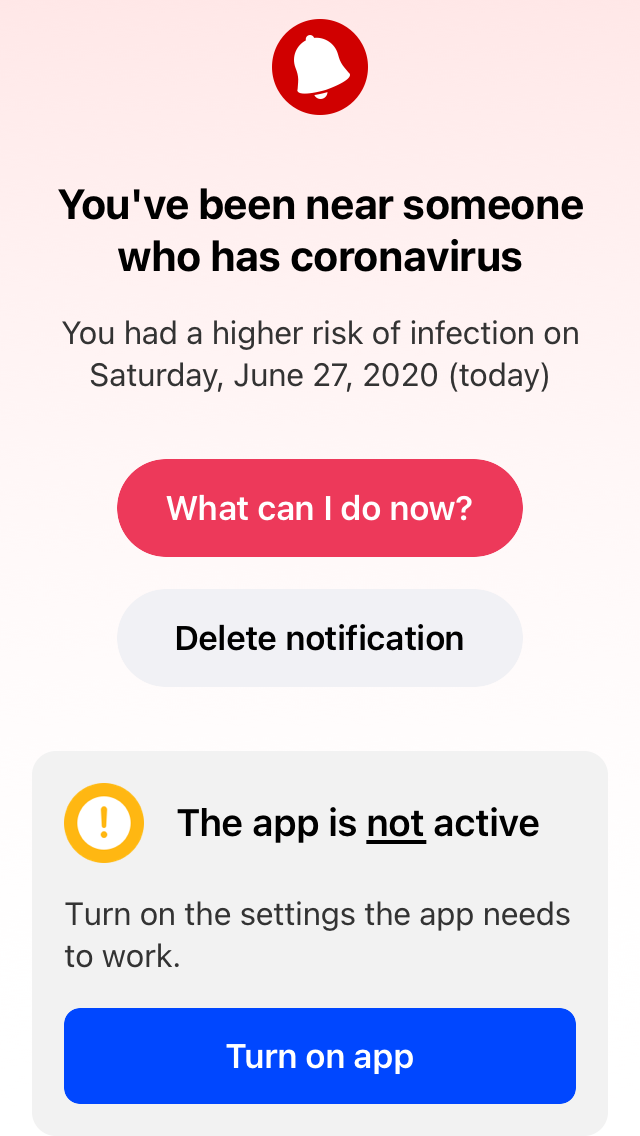 You've been near someone
who has coronavirus
You had a higher risk of infection on
Saturday, June 27, 2020 (today)
What can I do now?
Delete notification
The app is not active
Turn on the settings the app needs
to work.
Turn on app